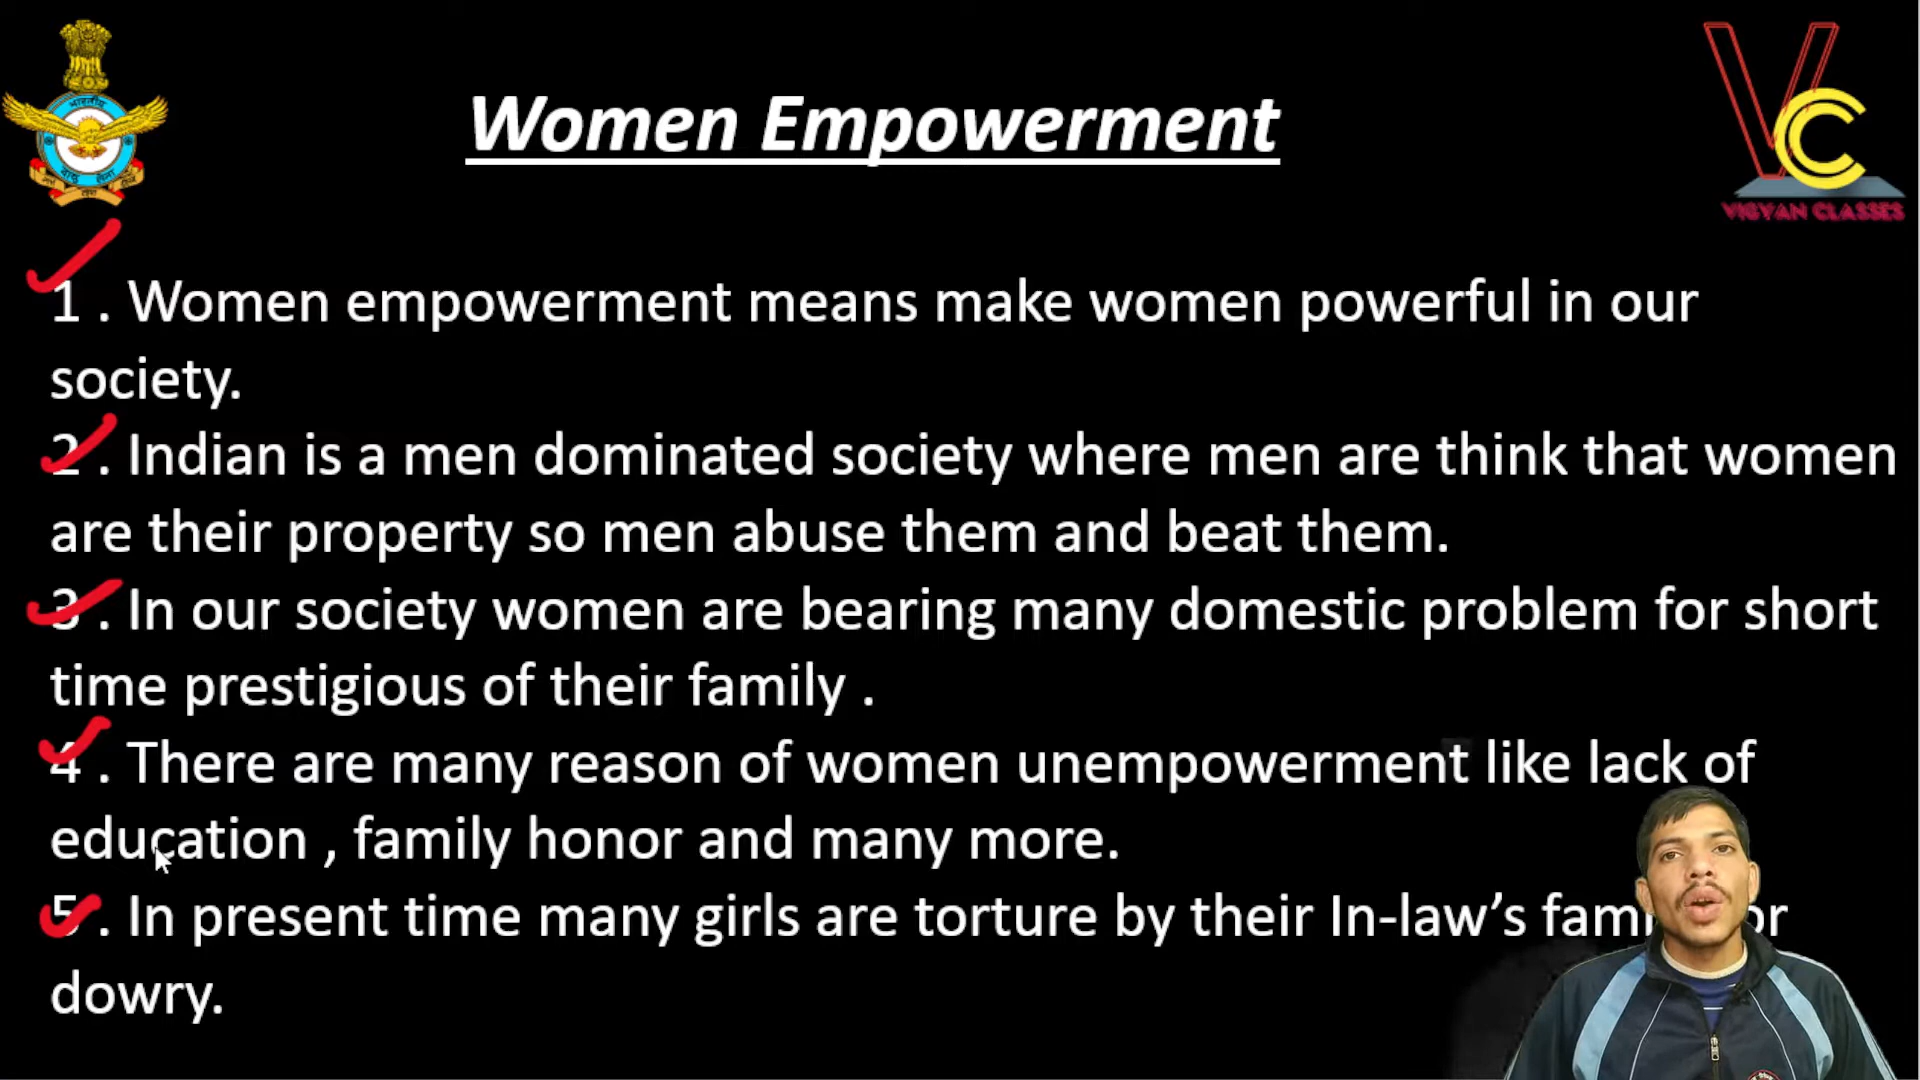 Women Empowerment
VIGYAN CLASSES
1 . Women empowerment means make women powerful in our
society.
2 . Indian is a men dominated society where men are think that women
are their property so men abuse them and beat them.
3 . In our society women are bearing many domestic problem for short
time prestigious of their family .
4 . There are many reason of women unempowerment like lack of
education , family honor and many more.
5 . In present time many girls are torture by their In-law’s
dowry.